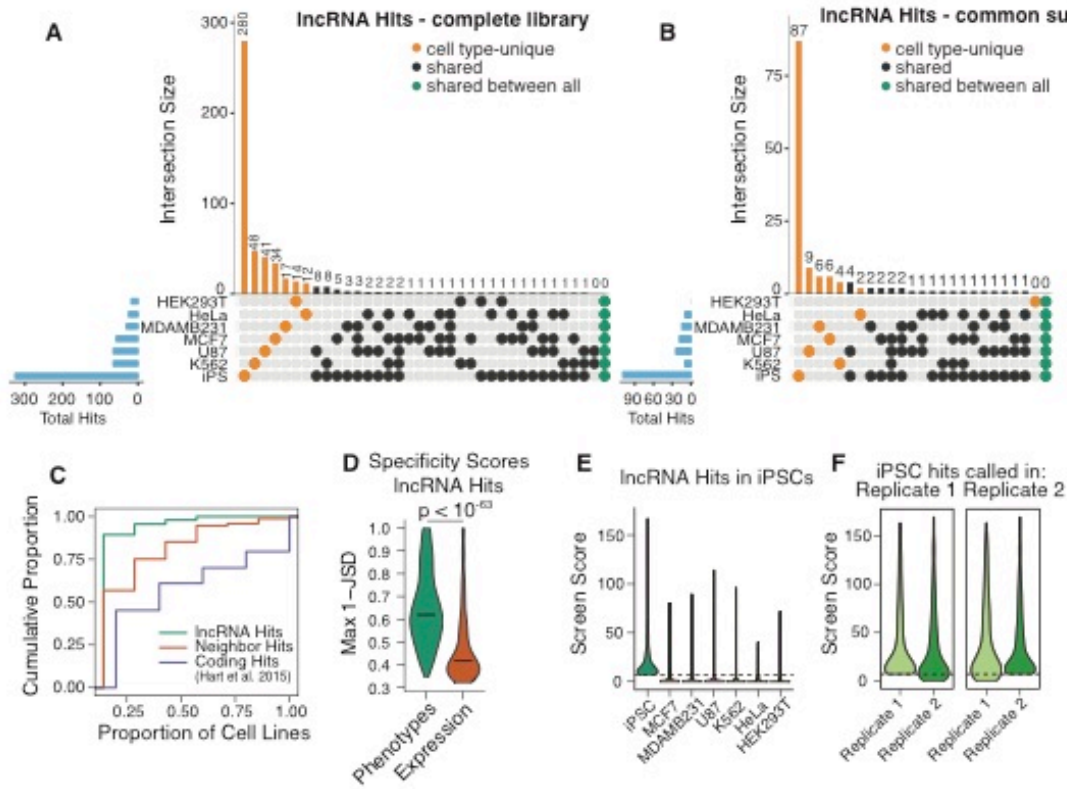 A
lncRNA Hits - complete library
cell type-unique
shared
shared between all
Intersection Size
300
200
100
0
280
48
41
34
17
14
12
8 8 5 3 3 2 2 2 2 1 1 1 1 1 1 1 1 1 1 1 1 1 1 1 1 1 1 1 0 0
HEK293T
HeLa
MDAMB231
MCF7
U87
K562
iPS
300 200 100 0
Total Hits
B
lncRNA Hits - common su
cell type-unique
shared
shared between all
Intersection Size
75
50
25
0
87
9 6 6 4 4 2 2 2 2 2 1 1 1 1 1 1 1 1 1 1 1 1 0 0
HEK293T
HeLa
MDAMB231
MCF7
U87
K562
iPS
90 60 30 0
Total Hits
C
Cumulative Proportion
1.00
0.75
0.50
0.25
0.00
lncRNA Hits
Neighbor Hits
Coding Hits
(Hart et al. 2015)
0.25 0.50 0.75 1.00
Proportion of Cell Lines
D
Specificity Scores
lncRNA Hits
p < 10-63
Max 1-JSD
1.0
0.9
0.8
0.7
0.6
0.5
0.4
0.3
Phenotypes
Expression
E
lncRNA Hits in iPSCs
Screen Score
150
100
50
0
iPSC
MCF7
MDAMB231
U87
K562
HeLa
HEK293T
F
iPSC hits called in:
Replicate 1 Replicate 2
Screen Score
150
100
50
0
Replicate 1
Replicate 2
Replicate 1
Replicate 2